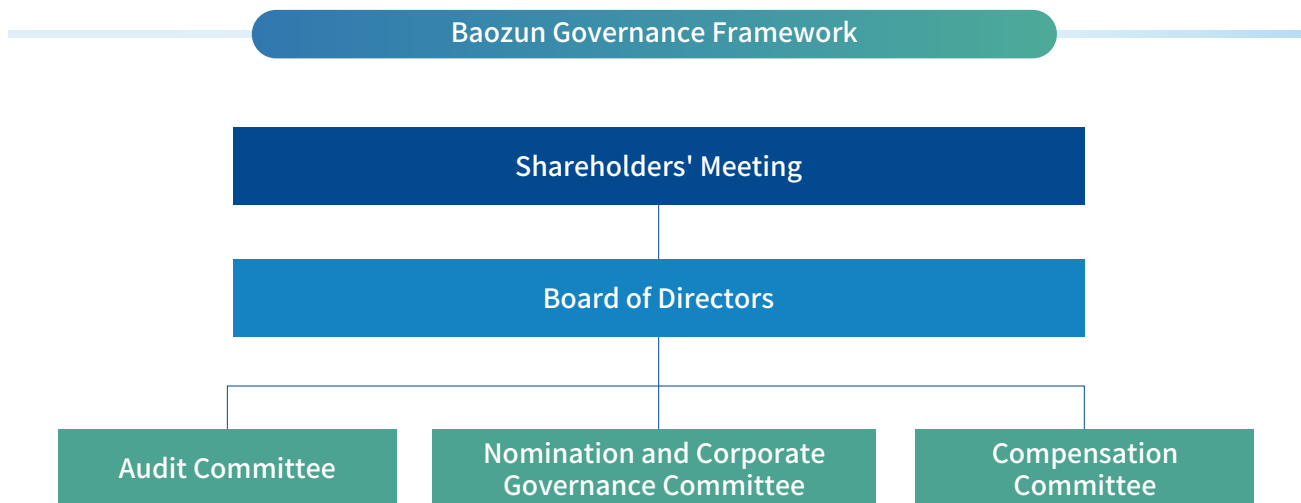 Baozun Governance Framework
Shareholders' Meeting
Board of Directors
Audit Committee
Nomination and Corporate
Governance Committee
Compensation
Committee